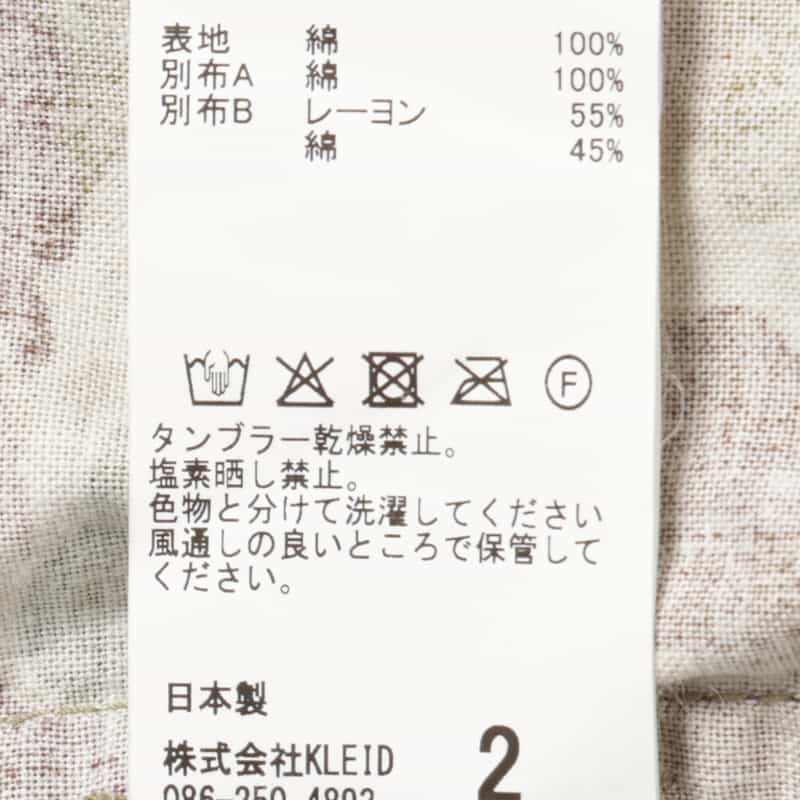 表地 綿 100%
別布A 綿 100%
別布B レーヨン 55%
綿 45%
F
タンブラー乾燥禁止。
塩素晒し禁止。
色物と分けて洗濯してください
風通しの良いところで保管して
ください。
日本製
株式会社KLEID
2